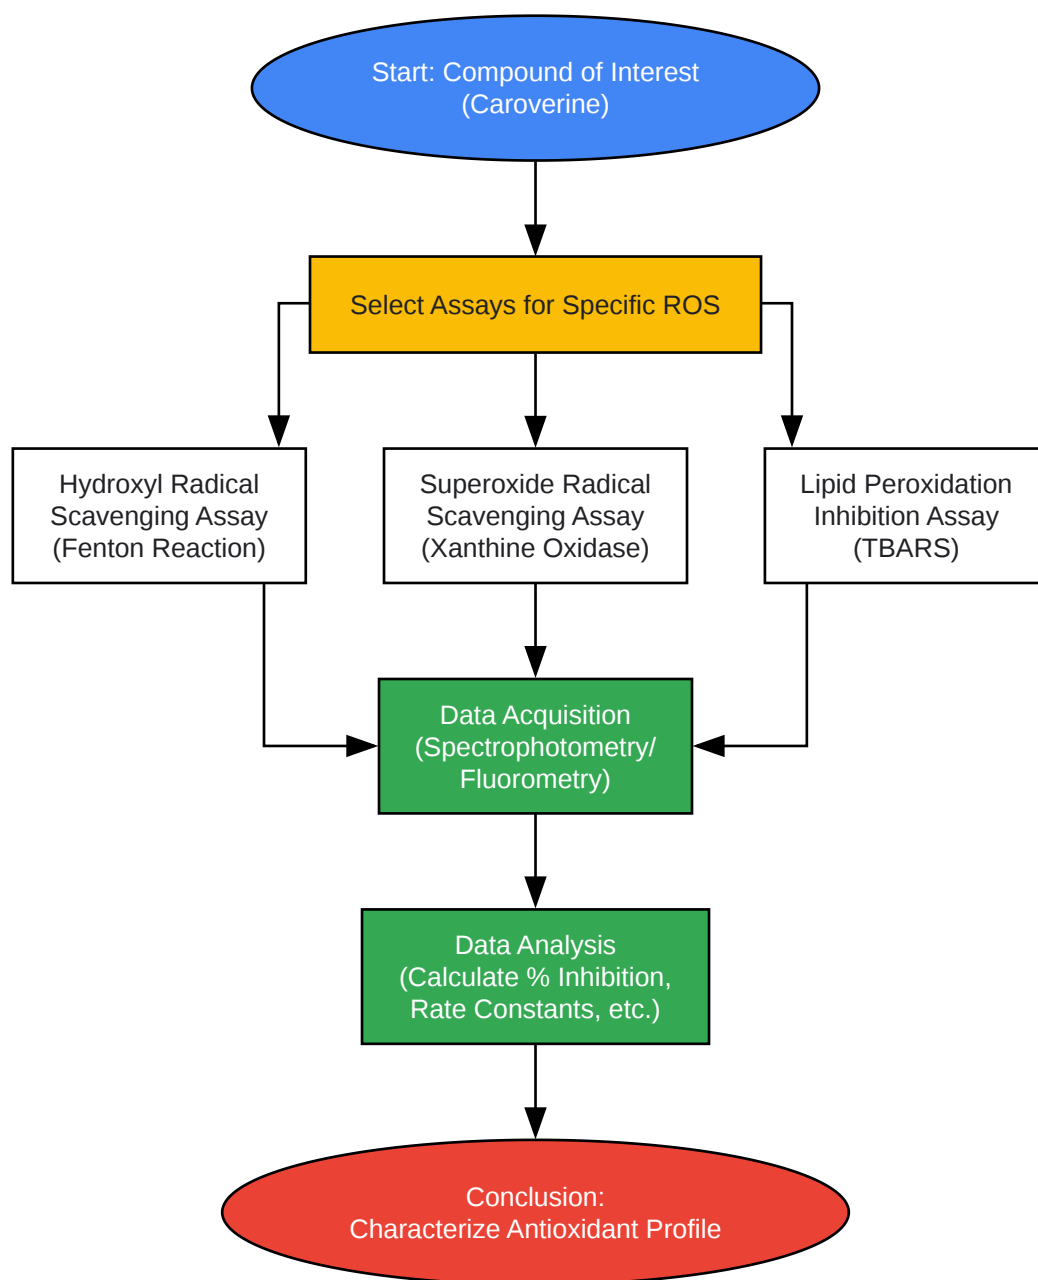 Start: Compound of Interest
(Caroverine)
Select Assays for Specific ROS
Hydroxyl Radical
Scavenging Assay
(Fenton Reaction)
Superoxide Radical
Scavenging Assay
(Xanthine Oxidase)
Lipid Peroxidation
Inhibition Assay
(TBARS)
Data Acquisition
(Spectrophotometry/
Fluorometry)
Data Analysis
(Calculate % Inhibition,
Rate Constants, etc.)
Conclusion:
Characterize Antioxidant Profile